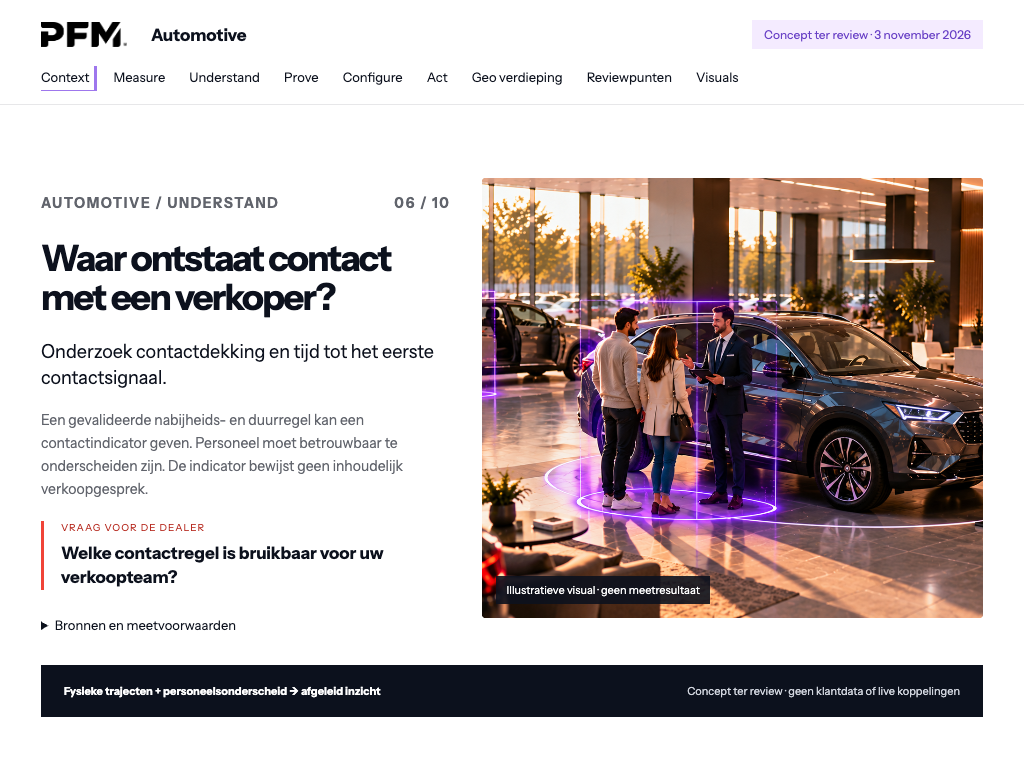 PFM
Automotive
Concept ter review · 3 november 2026
Context
Measure
Understand
Prove
Configure
Act
Geo verdieping
Reviewpunten
Visuals
AUTOMOTIVE / UNDERSTAND
06 / 10
Waar ontstaat contact
met een verkoper?
Onderzoek contactdekking en tijd tot het eerste
contactsignaal.
Een gevalideerde nabijheids- en duurregel kan een
contactindicator geven. Personeel moet betrouwbaar te
onderscheiden zijn. De indicator bewijst geen inhoudelijk
verkoopgesprek.
VRAAG VOOR DE DEALER
Welke contactregel is bruikbaar voor uw
verkoopteam?
▶ Bronnen en meetvoorwaarden
Illustratieve visual · geen meetresultaat
Fysieke trajecten + personeelsonderscheid → afgeleid inzicht
Concept ter review · geen klantdata of live koppelingen